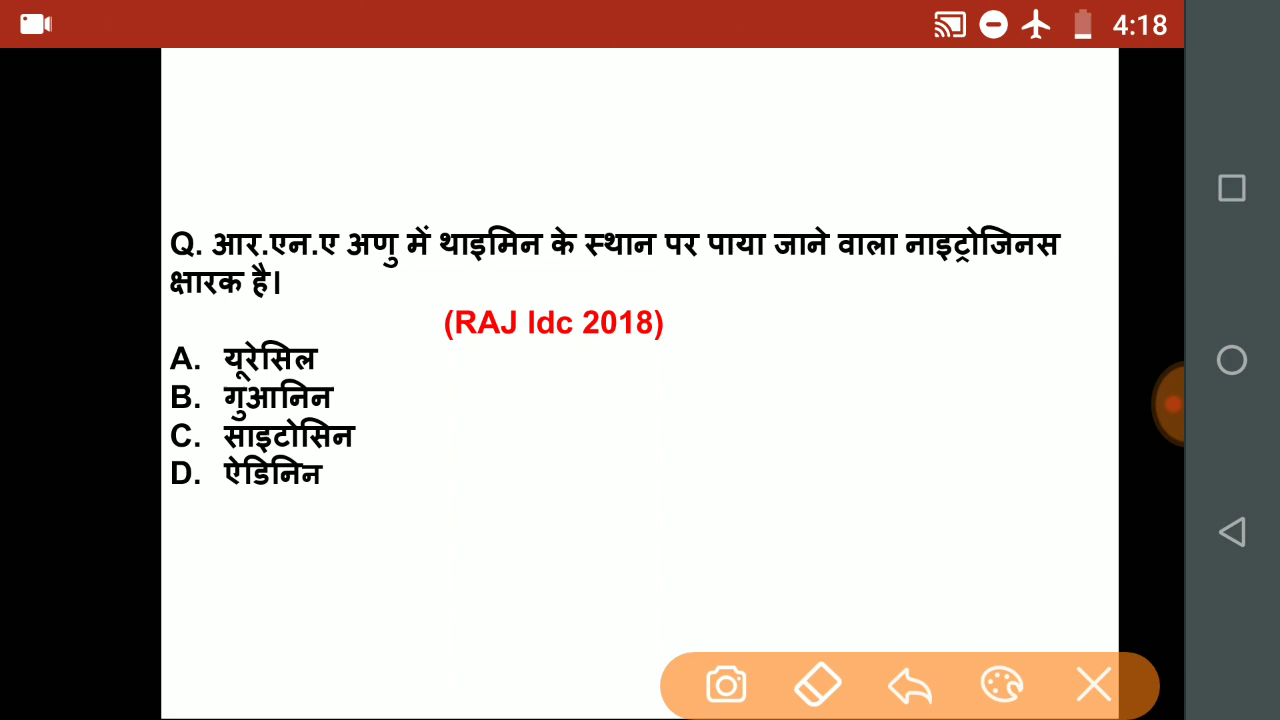 4:18
Q. आर.एन.ए अणु में थाइमिन के स्थान पर पाया जाने वाला नाइट्रोजिनस
क्षारक है।
(RAJ ldc 2018)
A. यूरेसिल
B. गुआनिन
C. साइटोसिन
D. ऐडिनिन